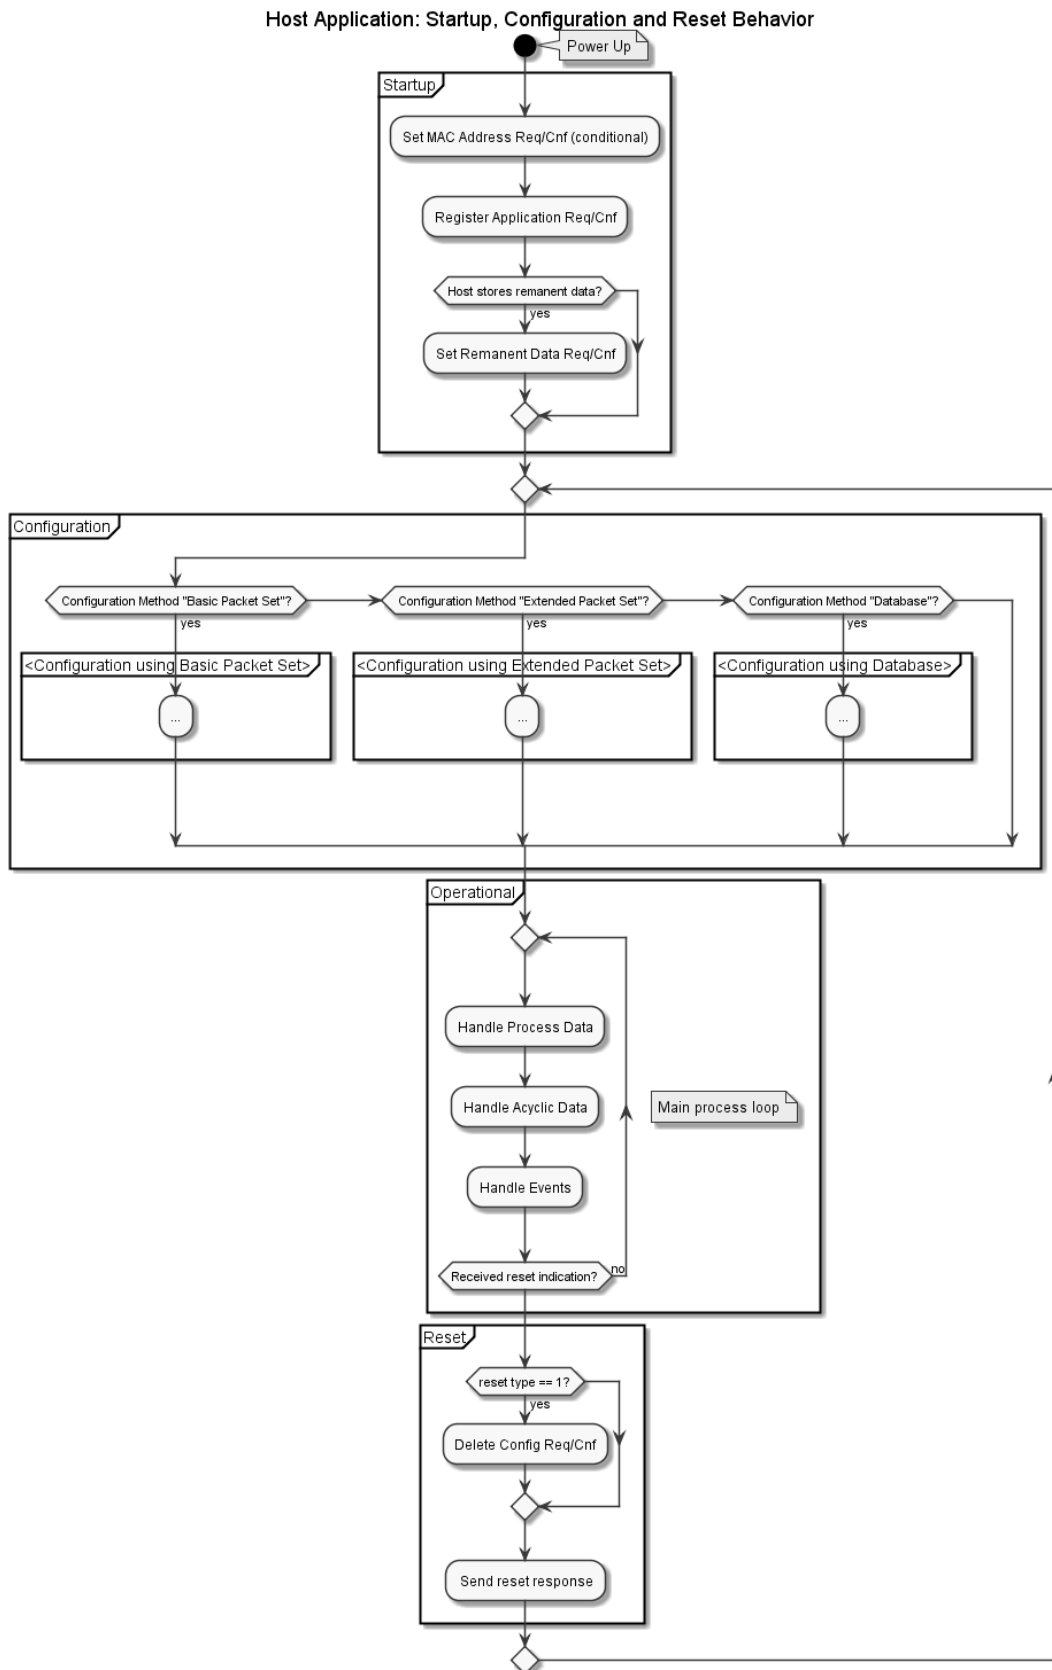 Host Application: Startup, Configuration and Reset Behavior
Power Up
Startup
Set MAC Address Req/Cnf (conditional)
Register Application Req/Cnf
Host stores remanent data?
yes
Set Remanent Data Req/Cnf
Configuration
Configuration Method "Basic Packet Set"?
Configuration Method "Extended Packet Set"?
Configuration Method "Database"?
yes
yes
yes
<Configuration using Basic Packet Set>
<Configuration using Extended Packet Set>
<Configuration using Database>
...
...
...
Operational
Handle Process Data
Handle Acyclic Data
Main process loop
Handle Events
Received reset indication?
no
Reset
reset type == 1?
yes
Delete Config Req/Cnf
Send reset response